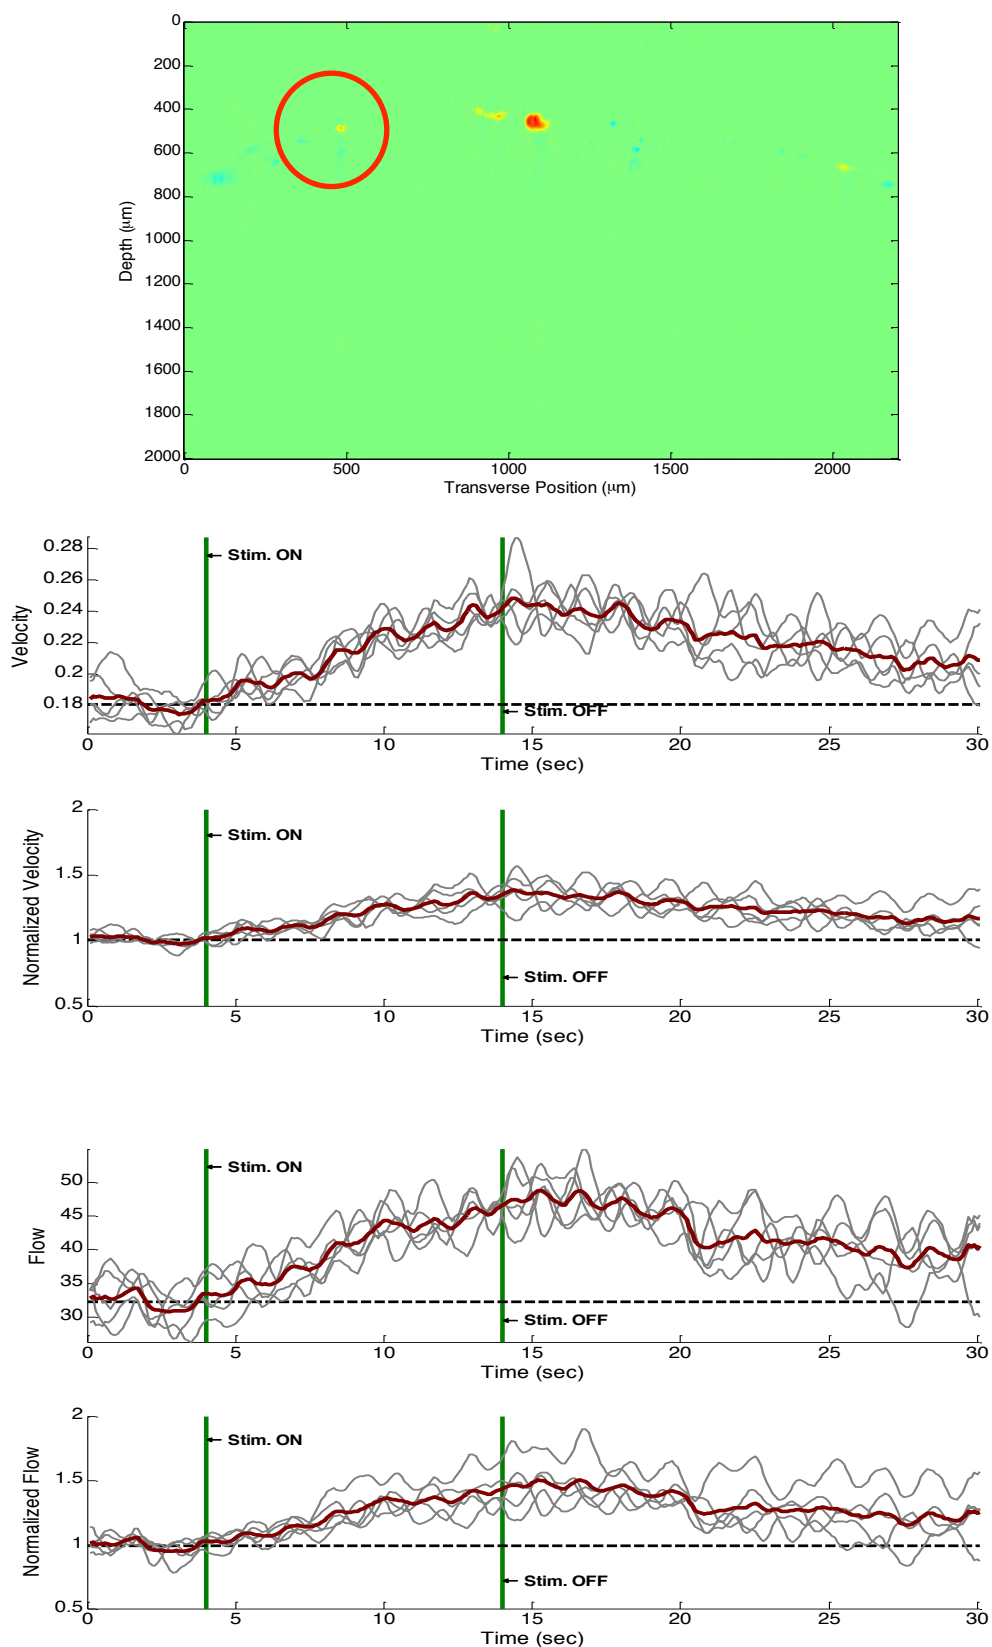 0
200
400
600
800
1000
1200
1400
1600
1800
2000
Depth (μm)
0 500 1000 1500 2000
Transverse Position (μm)
0.28
0.26
0.24
0.22
0.2
0.18
Velocity
Stim. ON
Stim. OFF
0 5 10 15 20 25 30
Time (sec)
2
1.5
1
0.5
Normalized Velocity
Stim. ON
Stim. OFF
0 5 10 15 20 25 30
Time (sec)
50
45
40
35
30
Flow
Stim. ON
Stim. OFF
0 5 10 15 20 25 30
Time (sec)
2
1.5
1
0.5
Normalized Flow
Stim. ON
Stim. OFF
0 5 10 15 20 25 30
Time (sec)